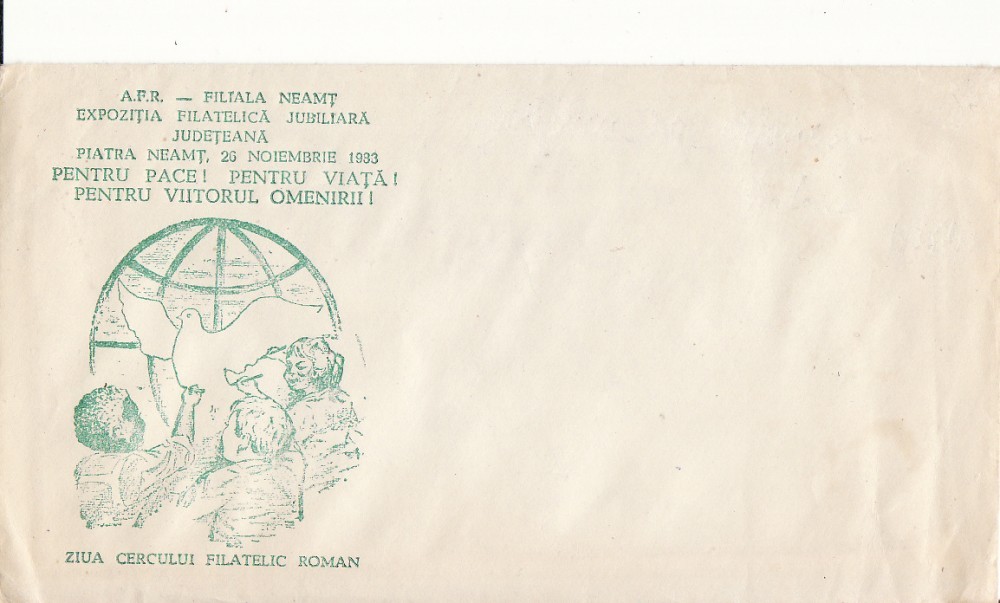 A.F.R. — FILIALA NEAMȚ
EXPOZIȚIA FILATELICĂ JUBILIARĂ
JUDEȚEANĂ
PIATRA NEAMȚ, 26 NOIEMBRIE 1983
PENTRU PACE! PENTRU VIAȚĂ!
PENTRU VIITORUL OMENIRII!
ZIUA CERCULUI FILATELIC ROMAN